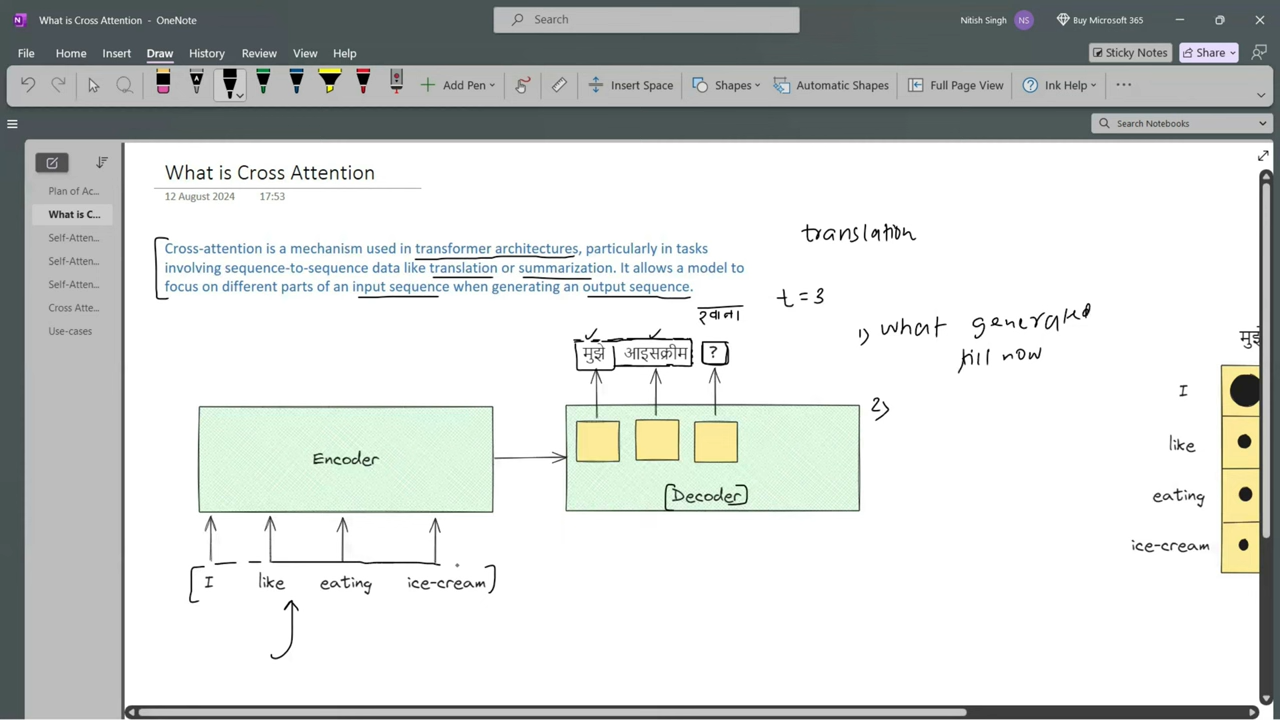 What is Cross Attention - OneNote
Search
Nitish Singh NS
Buy Microsoft 365
File Home Insert Draw History Review View Help
Sticky Notes
Share
Add Pen
Insert Space
Shapes
Automatic Shapes
Full Page View
Ink Help
Search Notebooks
Plan of Ac...
What is C...
Self-Atten...
Self-Atten...
Self-Atten...
Cross Atte...
Use-cases
What is Cross Attention
12 August 2024 17:53
translation
Cross-attention is a mechanism used in transformer architectures, particularly in tasks
involving sequence-to-sequence data like translation or summarization. It allows a model to
focus on different parts of an input sequence when generating an output sequence.
t = 3
खाना
1) what generated
till now
मुझे आइसक्रीम ?
2)
Encoder
Decoder
I like eating ice-cream
I
like
eating
ice-cream